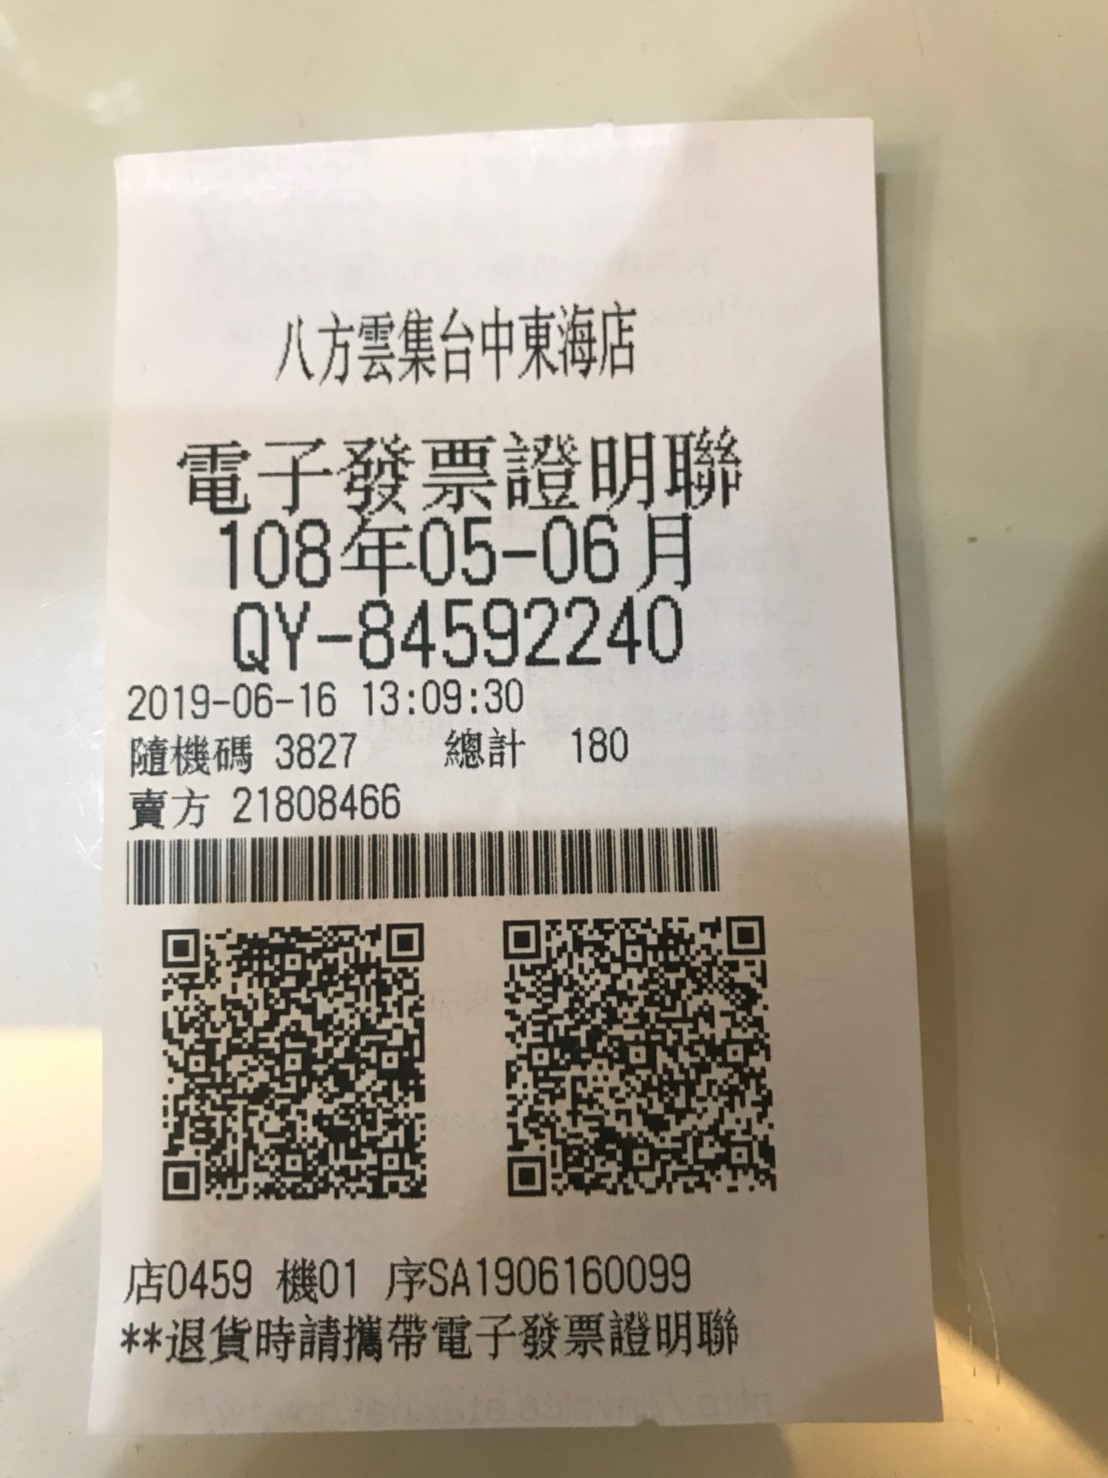 八方雲集台中東海店
電子發票證明聯
108年05-06月
QY-84592240
2019-06-16 13:09:30
隨機碼 3827 總計 180
賣方 21808466
店0459 機01 序SA1906160099
**退貨時請攜帶電子發票證明聯